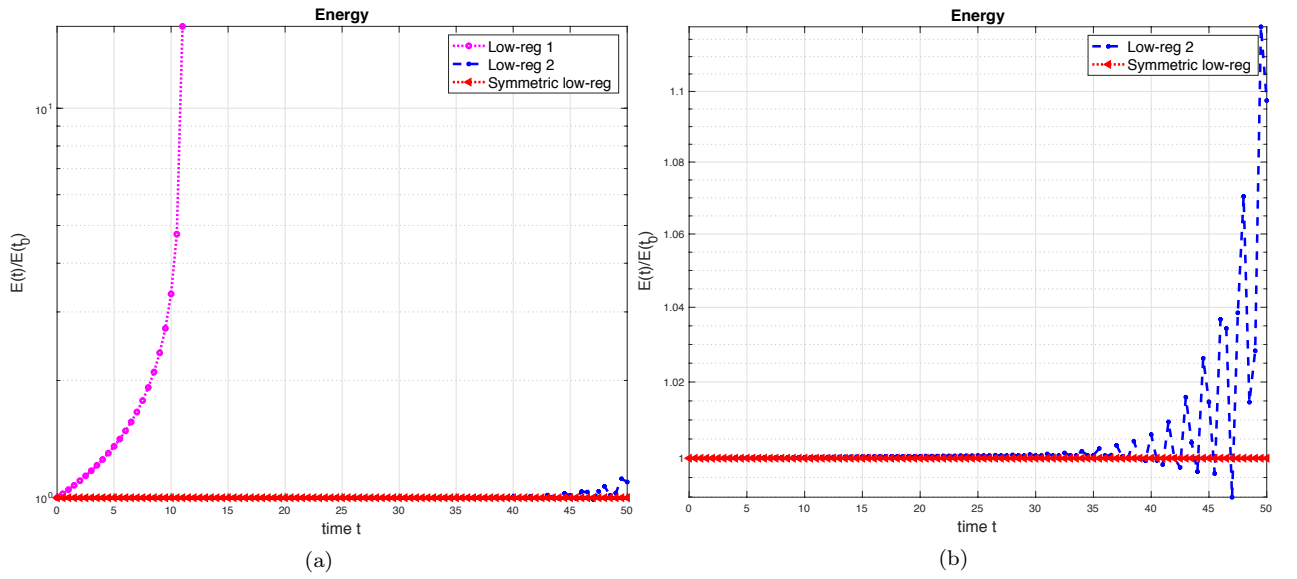 Energy
Low-reg 1
Low-reg 2
Symmetric low-reg
10^1
10^0
E(t)/E(t_0)
0 5 10 15 20 25 30 35 40 45 50
time t
(a)
Energy
Low-reg 2
Symmetric low-reg
1.1
1.08
1.06
1.04
1.02
1
E(t)/E(t_0)
0 5 10 15 20 25 30 35 40 45 50
time t
(b)